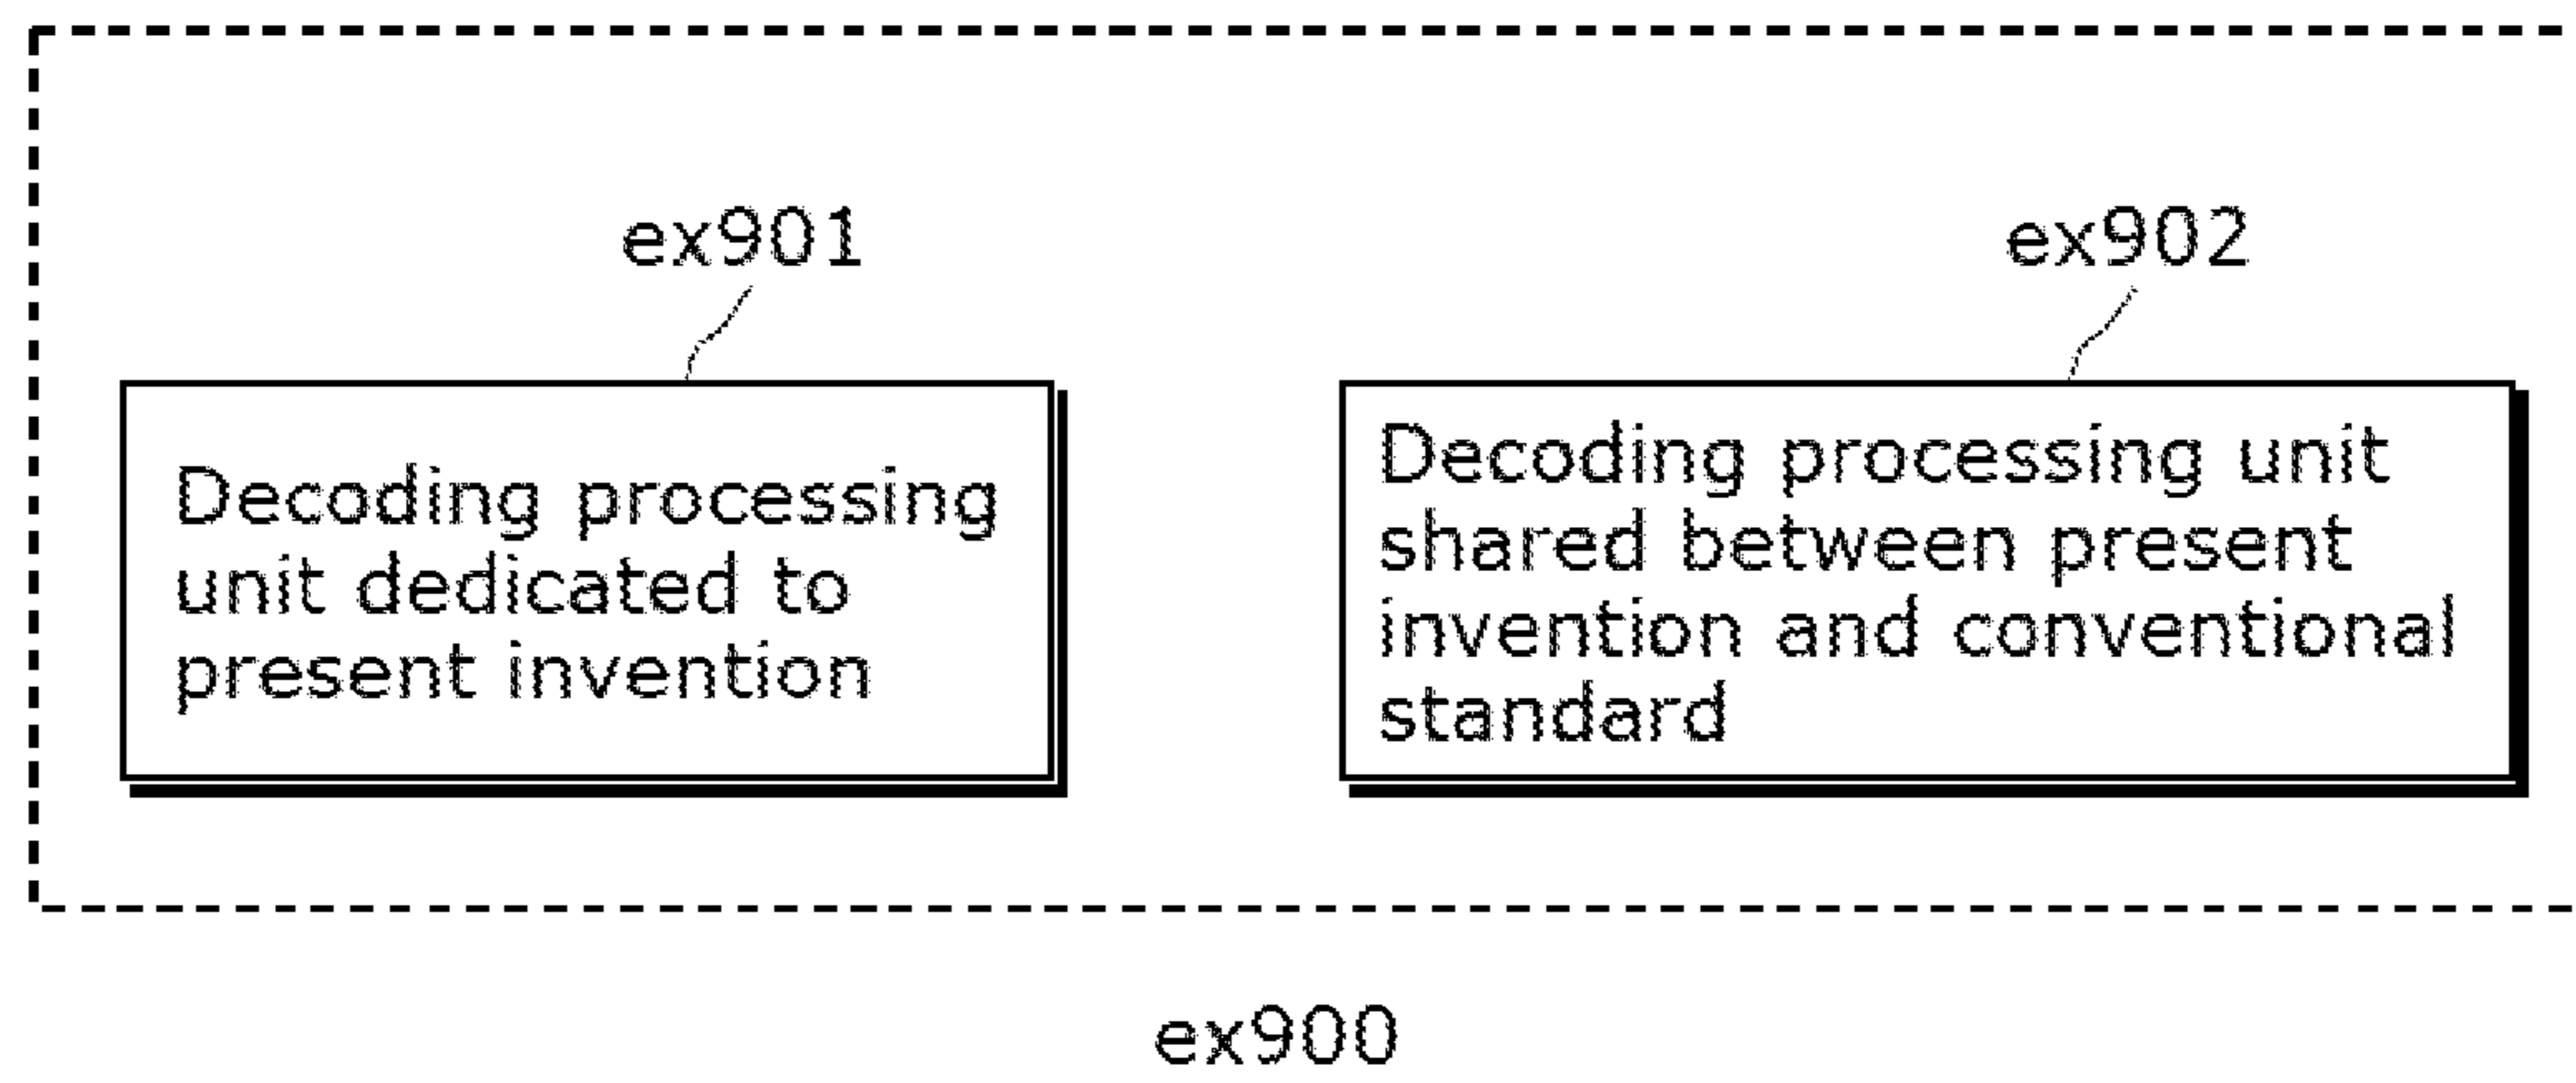 ex901
ex902
Decoding processing
unit dedicated to
present invention
Decoding processing unit
shared between present
invention and conventional
standard
ex900